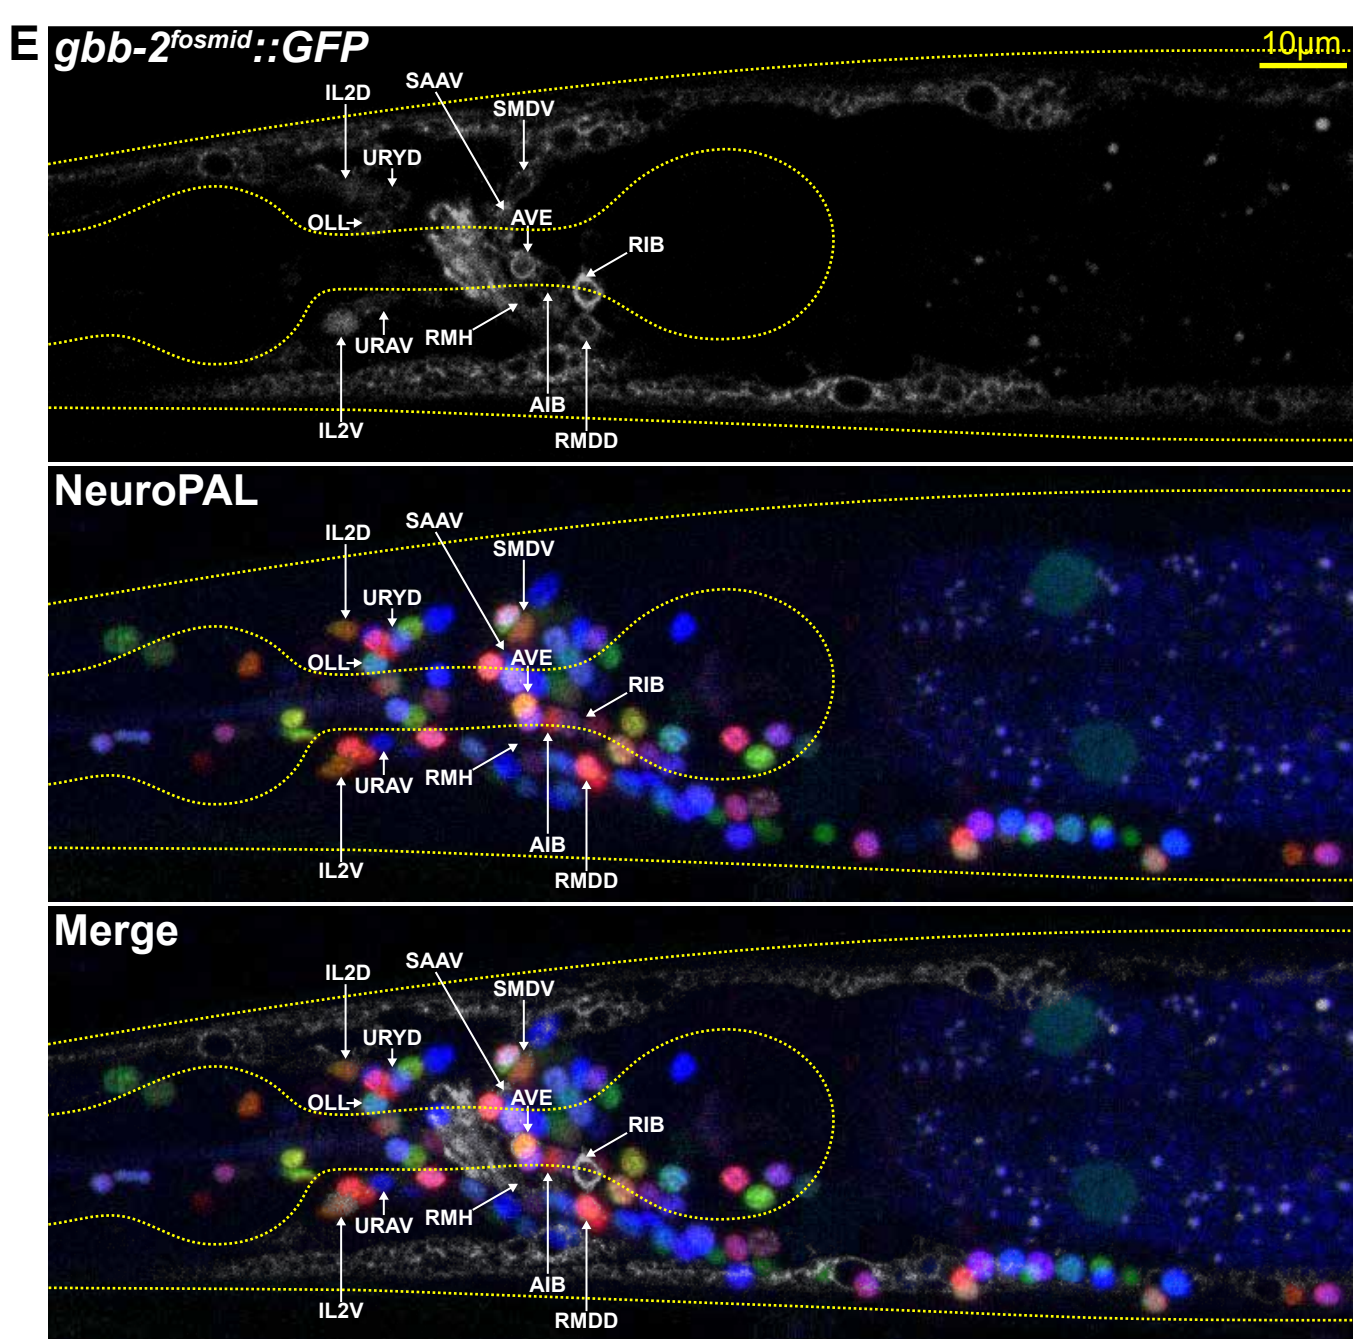 E
gbb-2fosmid::GFP
10µm
SAAV
IL2D
SMDV
URYD
OLL
AVE
RIB
RMH
URAV
AIB
IL2V
RMDD
NeuroPAL
SAAV
IL2D
SMDV
URYD
OLL
AVE
RIB
RMH
URAV
AIB
IL2V
RMDD
Merge
SAAV
IL2D
SMDV
URYD
OLL
AVE
RIB
RMH
URAV
AIB
IL2V
RMDD